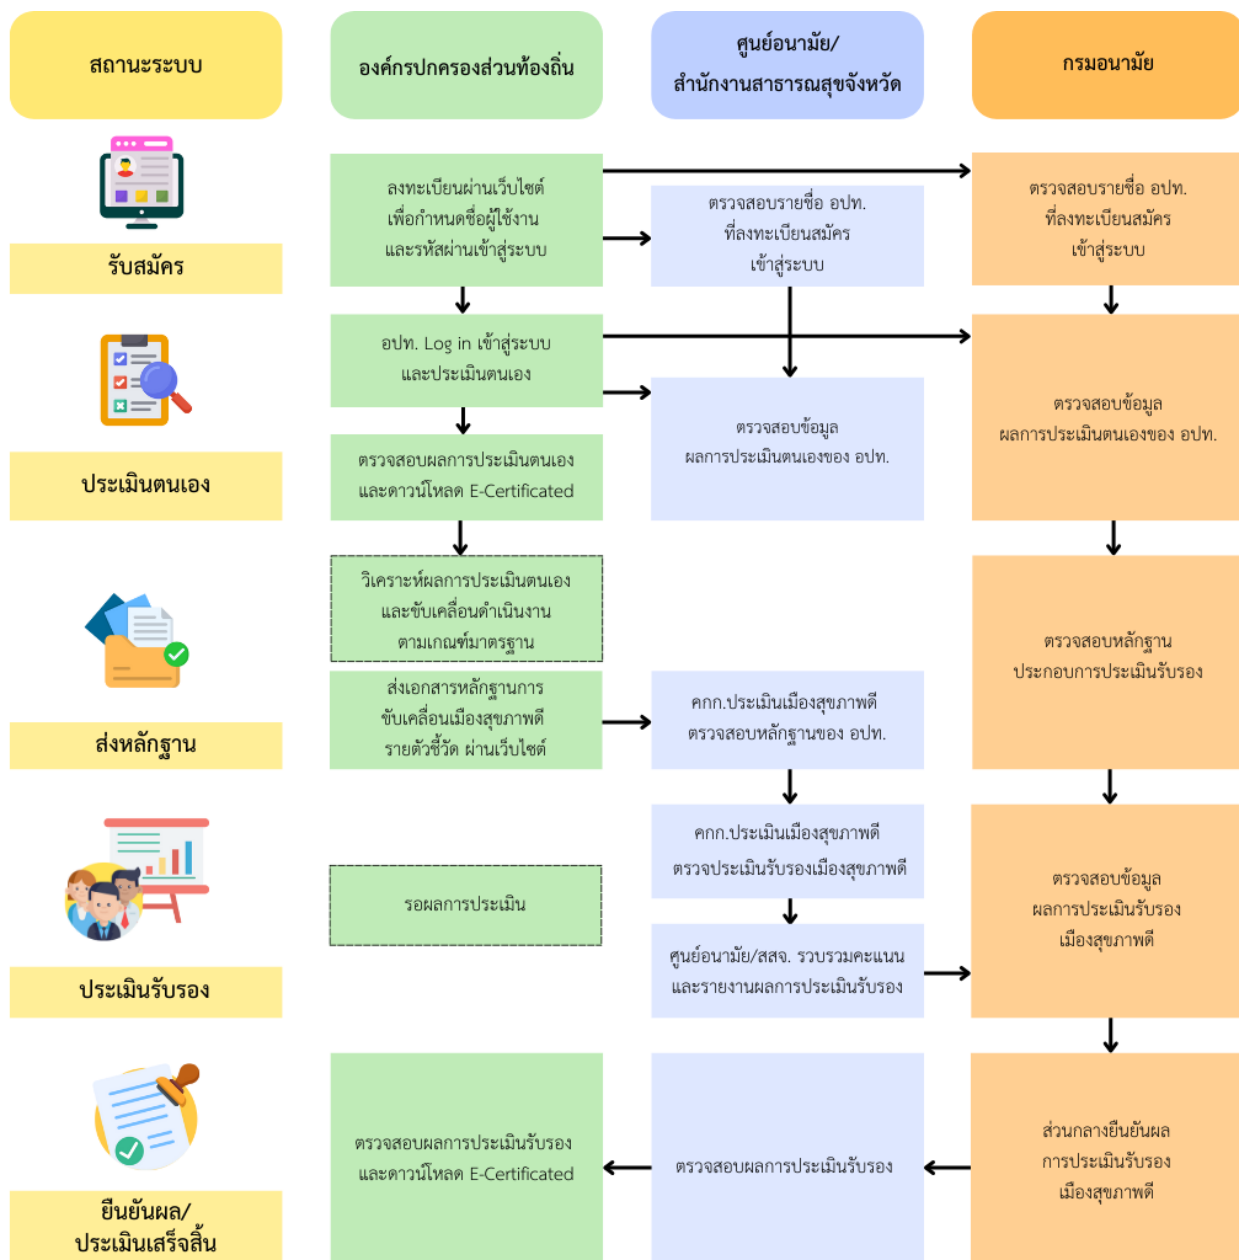 สถานะระบบ
องค์กรปกครองส่วนท้องถิ่น
ศูนย์อนามัย/
สำนักงานสาธารณสุขจังหวัด
กรมอนามัย
รับสมัคร
ลงทะเบียนผ่านเว็บไซต์
เพื่อกำหนดชื่อผู้ใช้งาน
และรหัสผ่านเข้าสู่ระบบ
ตรวจสอบรายชื่อ อปท.
ที่ลงทะเบียนสมัคร
เข้าสู่ระบบ
ตรวจสอบรายชื่อ อปท.
ที่ลงทะเบียนสมัคร
เข้าสู่ระบบ
ประเมินตนเอง
อปท. Log in เข้าสู่ระบบ
และประเมินตนเอง
ตรวจสอบผลการประเมินตนเอง
และดาวน์โหลด E-Certificated
ตรวจสอบข้อมูล
ผลการประเมินตนเองของ อปท.
ตรวจสอบข้อมูล
ผลการประเมินตนเองของ อปท.
ส่งหลักฐาน
วิเคราะห์ผลการประเมินตนเอง
และขับเคลื่อนดำเนินงาน
ตามเกณฑ์มาตรฐาน
ส่งเอกสารหลักฐานการ
ขับเคลื่อนเมืองสุขภาพดี
รายตัวชี้วัด ผ่านเว็บไซต์
คกก.ประเมินเมืองสุขภาพดี
ตรวจสอบหลักฐานของ อปท.
ตรวจสอบหลักฐาน
ประกอบการประเมินรับรอง
ประเมินรับรอง
รอผลการประเมิน
คกก.ประเมินเมืองสุขภาพดี
ตรวจประเมินรับรองเมืองสุขภาพดี
ศูนย์อนามัย/สสจ. รวบรวมคะแนน
และรายงานผลการประเมินรับรอง
ตรวจสอบข้อมูล
ผลการประเมินรับรอง
เมืองสุขภาพดี
ยืนยันผล/
ประเมินเสร็จสิ้น
ตรวจสอบผลการประเมินรับรอง
และดาวน์โหลด E-Certificated
ตรวจสอบผลการประเมินรับรอง
ส่วนกลางยืนยันผล
การประเมินรับรอง
เมืองสุขภาพดี